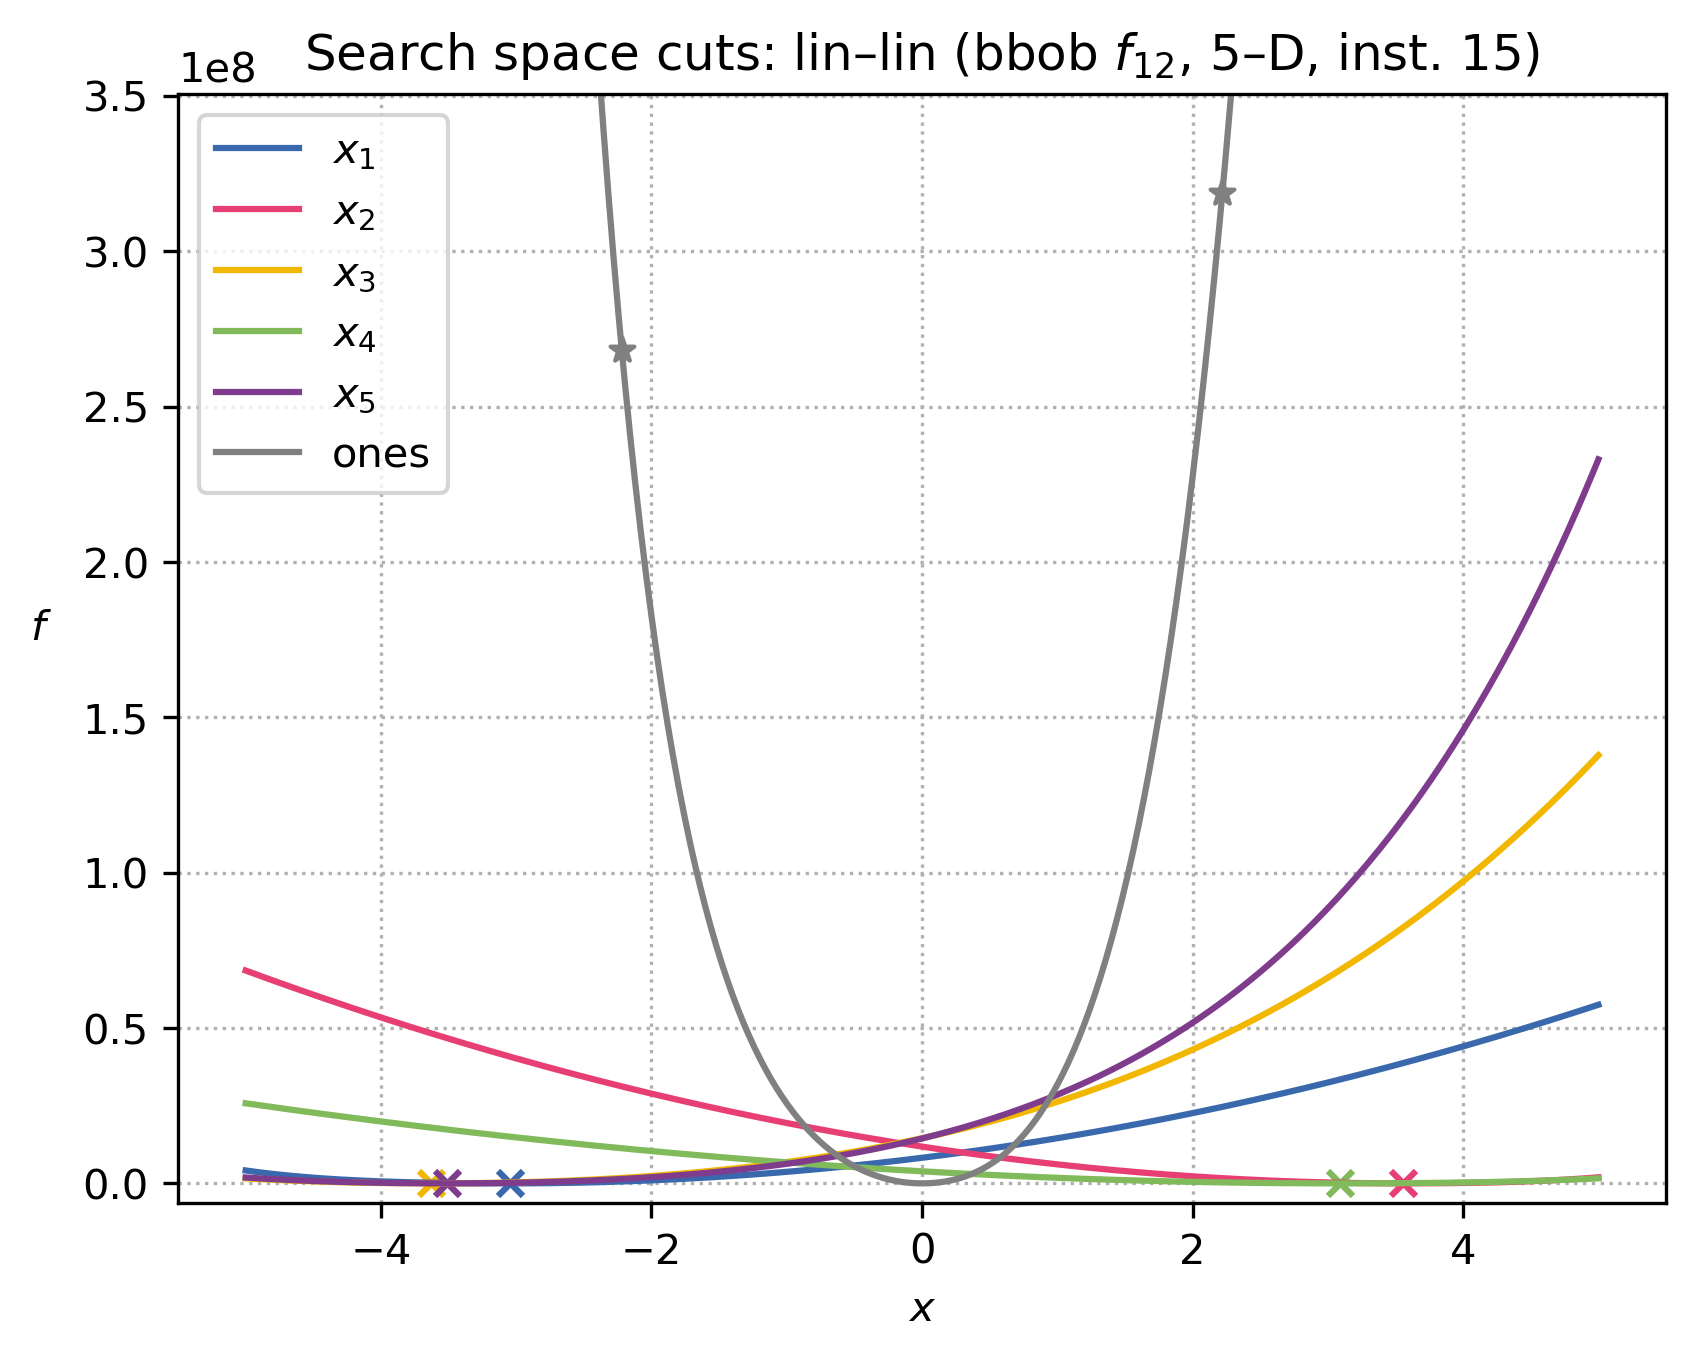 Search space cuts: lin–lin (bbob f₁₂, 5–D, inst. 15)
1e8
3.5
3.0
2.5
2.0
1.5
1.0
0.5
0.0
f
x₁
x₂
x₃
x₄
x₅
ones
−4 −2 0 2 4
x